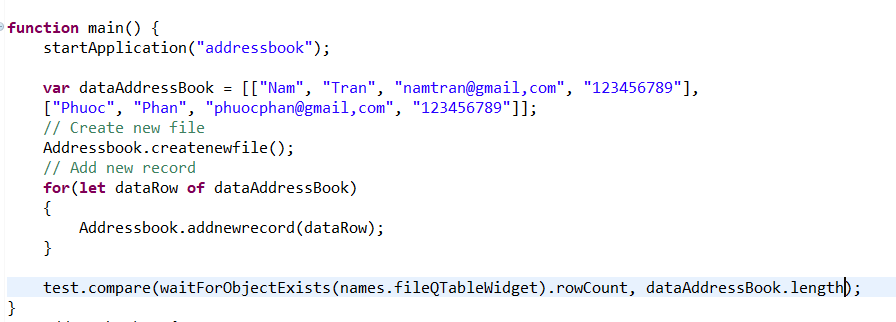 function main() {
    startApplication("addressbook");

    var dataAddressBook = [["Nam", "Tran", "namtran@gmail,com", "123456789"],
    ["Phuoc", "Phan", "phuocphan@gmail,com", "123456789"]];
    // Create new file
    Addressbook.createnewfile();
    // Add new record
    for(let dataRow of dataAddressBook)
    {
        Addressbook.addnewrecord(dataRow);
    }

    test.compare(waitForObjectExists(names.fileQTableWidget).rowCount, dataAddressBook.length);
}